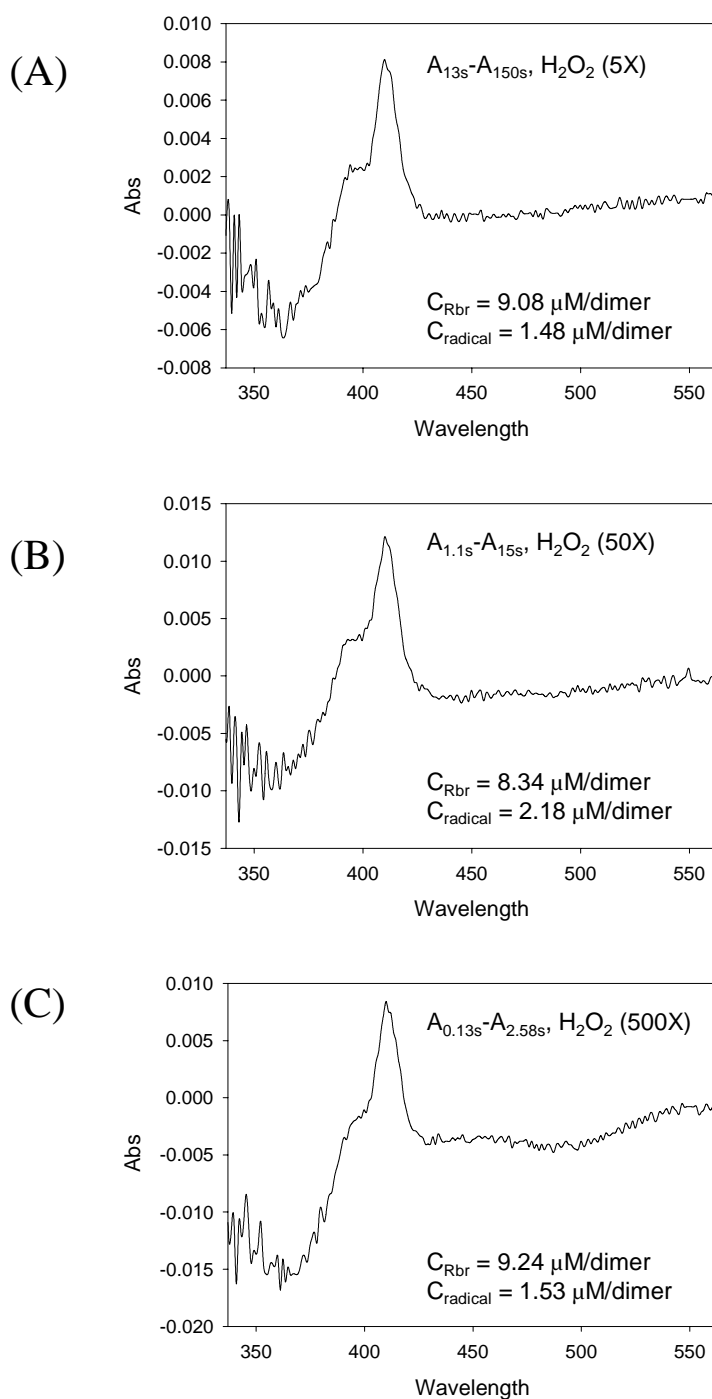 (A)
0.010
0.008
0.006
0.004
0.002
0.000
-0.002
-0.004
-0.006
-0.008
Abs
A13s-A150s, H2O2 (5X)
CRbr = 9.08 μM/dimer
Cradical = 1.48 μM/dimer
350 400 450 500 550
Wavelength
(B)
0.015
0.010
0.005
0.000
-0.005
-0.010
-0.015
Abs
A1.1s-A15s, H2O2 (50X)
CRbr = 8.34 μM/dimer
Cradical = 2.18 μM/dimer
350 400 450 500 550
Wavelength
(C)
0.010
0.005
0.000
-0.005
-0.010
-0.015
-0.020
Abs
A0.13s-A2.58s, H2O2 (500X)
CRbr = 9.24 μM/dimer
Cradical = 1.53 μM/dimer
350 400 450 500 550
Wavelength